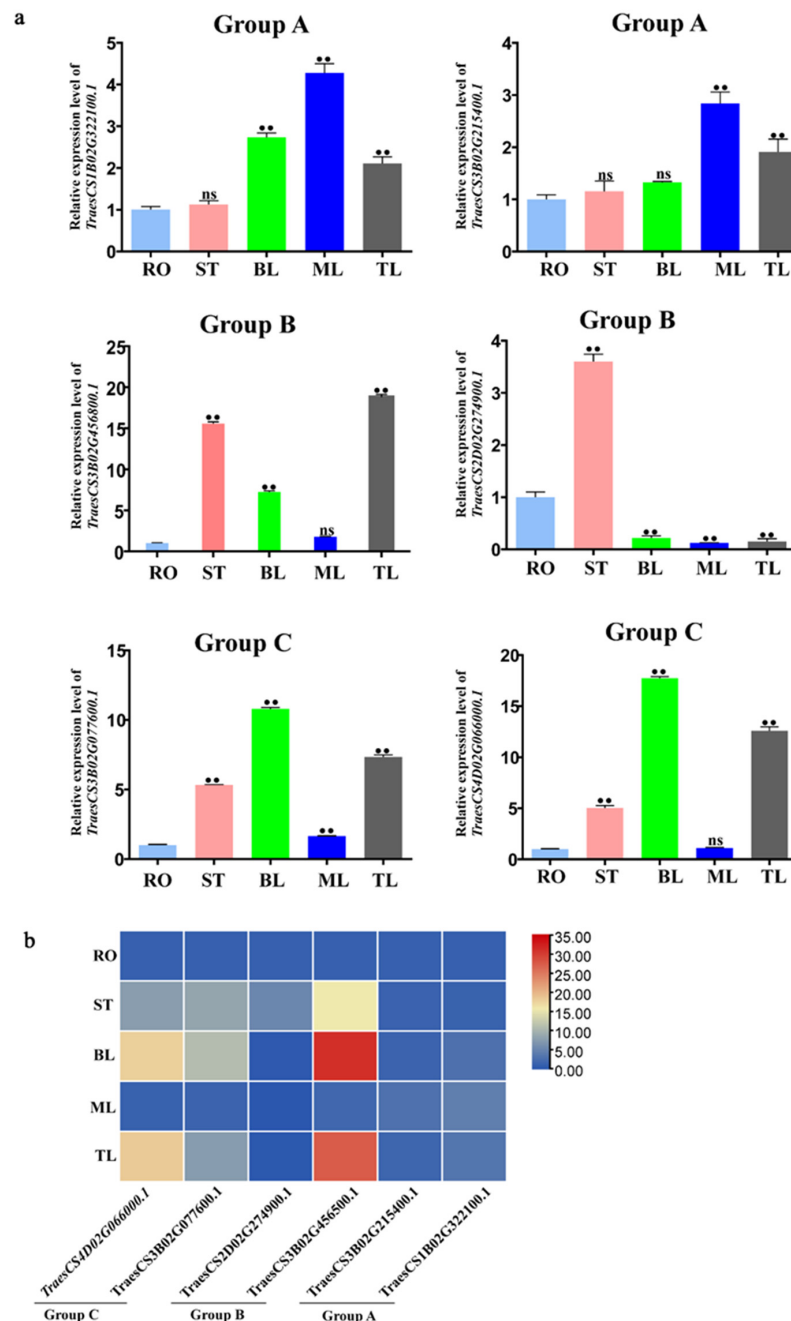 a
Group A
Relative expression level of
TraesCS1B02G322100.1
5
4
3
2
1
0
ns
RO ST BL ML TL
Group A
Relative expression level of
TraesCS3B02G215400.1
4
3
2
1
0
ns ns
RO ST BL ML TL
Group B
Relative expression level of
TraesCS3B02G456800.1
25
20
15
10
5
0
ns
RO ST BL ML TL
Group B
Relative expression level of
TraesCS2D02G274900.1
4
3
2
1
0
RO ST BL ML TL
Group C
Relative expression level of
TraesCS3B02G077600.1
15
10
5
0
RO ST BL ML TL
Group C
Relative expression level of
TraesCS4D02G066000.1
20
15
10
5
0
ns
RO ST BL ML TL
b
RO
ST
BL
ML
TL
35.00
30.00
25.00
20.00
15.00
10.00
5.00
0.00
TraesCS4D02G066000.1
TraesCS3B02G077600.1
TraesCS2D02G274900.1
TraesCS3B02G456500.1
TraesCS3B02G215400.1
TraesCS1B02G322100.1
Group C Group B Group A